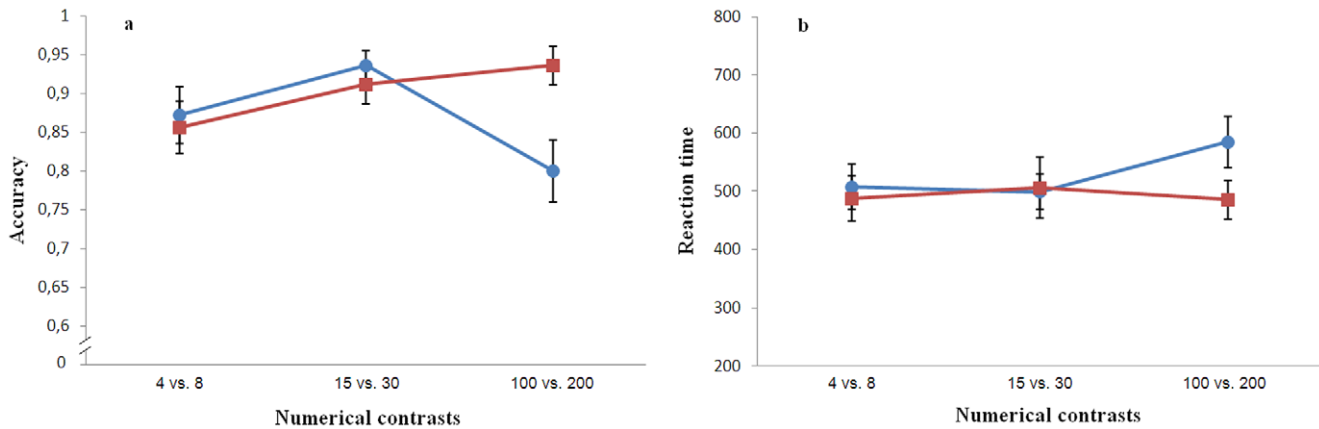 a
1
0,95
0,9
0,85
0,8
0,75
0,7
0,65
0,6
0
Accuracy
4 vs. 8
15 vs. 30
100 vs. 200
Numerical contrasts
b
800
700
600
500
400
300
200
Reaction time
4 vs. 8
15 vs. 30
100 vs. 200
Numerical contrasts